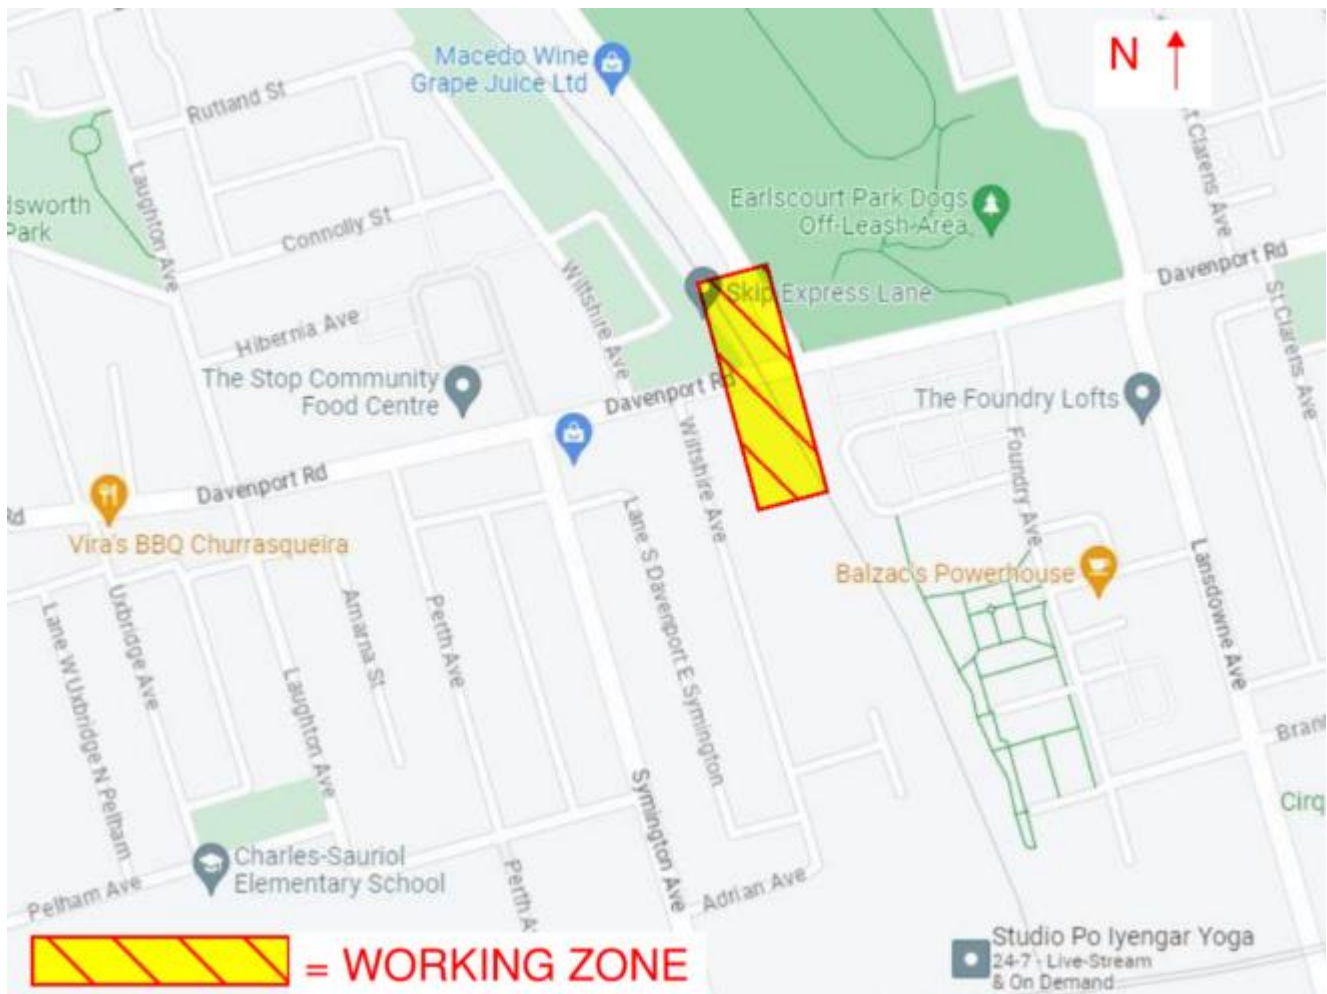 Macedo Wine
Grape Juice Ltd
N
Rutland St
Laughton Ave
dsworth
Park
Connolly St
Earlscourt Park Dogs
Off-Leash-Area
t.Clarens Ave
Davenport Rd
Wiltshire Ave
Skip Express Lane
St Clarens Ave
Hibernia Ave
The Stop Community
Food Centre
Davenport Rd
The Foundry Lofts
Wiltshire Ave
Foundry Ave
Davenport Rd
Rd
Vira's BBQ Churrasqueira
Lane S Davenport E Symington
Balzac's Powerhouse
Lansdowne Ave
Uxbridge Ave
Lane W Uxbridge N Pelham
Amarna St
Perth Ave
Laughton Ave
Symington Ave
Brant
Cirq
Charles-Sauriol
Elementary School
Pelham Ave
Perth A
Adrian Ave
= WORKING ZONE
Studio Po Iyengar Yoga
24-7 - Live-Stream
& On Demand